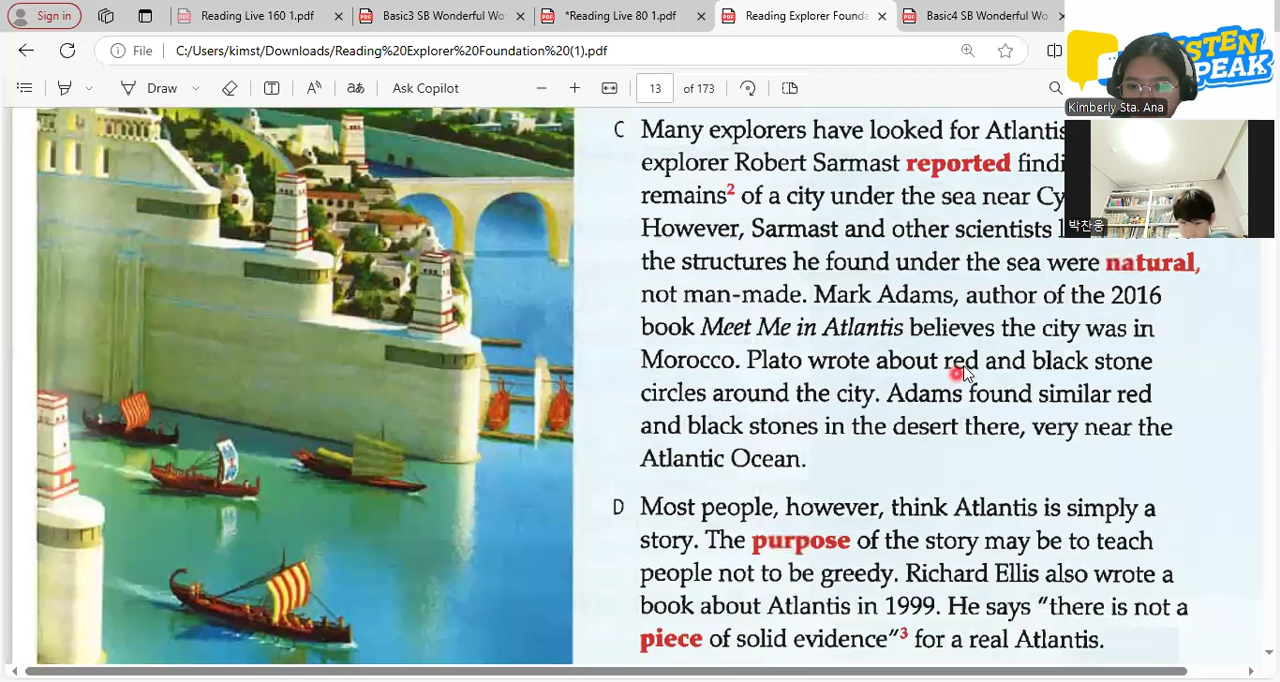 Sign in
Reading Live 160 1.pdf
Basic3 SB Wonderful Wo
*Reading Live 80 1.pdf
Reading Explorer Founda
Basic4 SB Wonderful Wo
File
C:/Users/kimst/Downloads/Reading%20Explorer%20Foundation%20(1).pdf
Draw
aあ
Ask Copilot
13
of 173
ISTEN
PEAK
Kimberly Sta. Ana
박찬웅
C Many explorers have looked for Atlantis
explorer Robert Sarmast reported findi
remains2 of a city under the sea near Cy
However, Sarmast and other scientists l
the structures he found under the sea were natural,
not man-made. Mark Adams, author of the 2016
book Meet Me in Atlantis believes the city was in
Morocco. Plato wrote about red and black stone
circles around the city. Adams found similar red
and black stones in the desert there, very near the
Atlantic Ocean.
D Most people, however, think Atlantis is simply a
story. The purpose of the story may be to teach
people not to be greedy. Richard Ellis also wrote a
book about Atlantis in 1999. He says "there is not a
piece of solid evidence"3 for a real Atlantis.